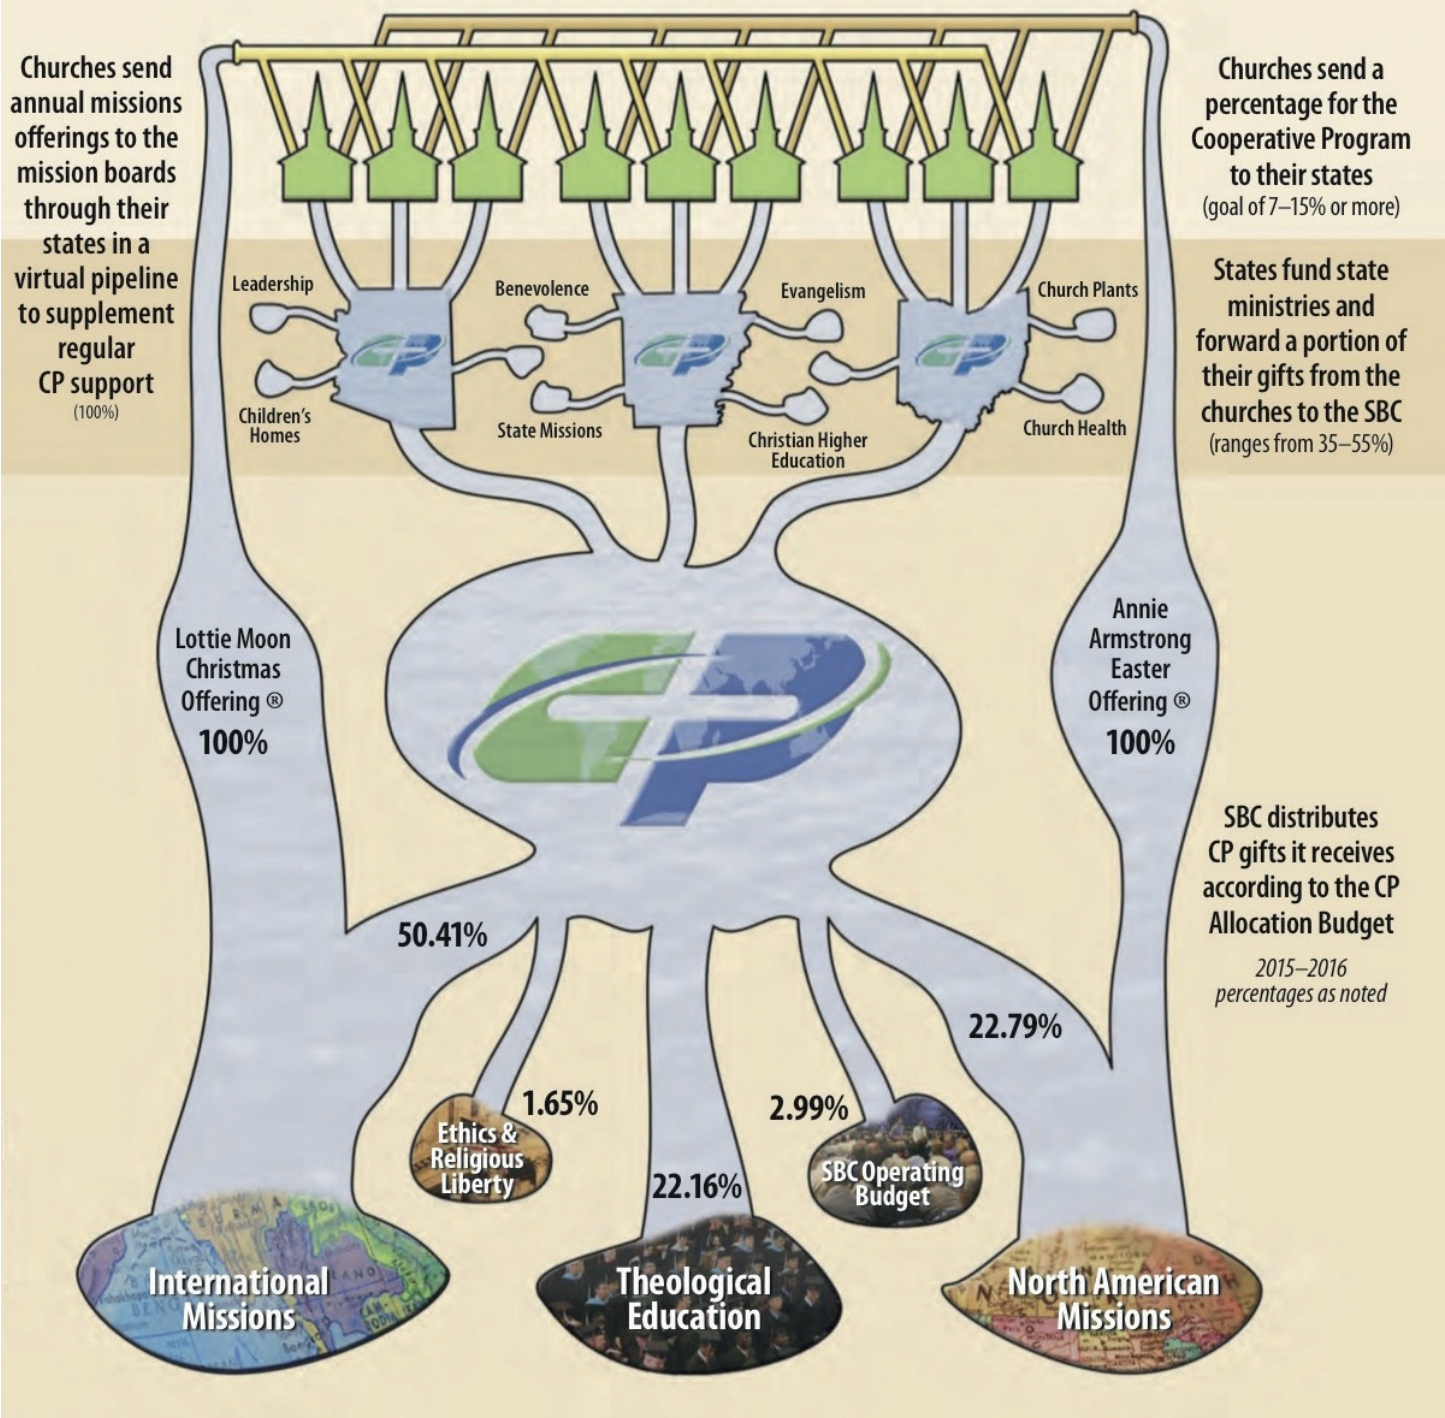 Churches send
annual missions
offerings to the
mission boards
through their
states in a
virtual pipeline
to supplement
regular
CP support
(100%)
Churches send a
percentage for the
Cooperative Program
to their states
(goal of 7–15% or more)
States fund state
ministries and
forward a portion of
their gifts from the
churches to the SBC
(ranges from 35–55%)
Leadership
Children's
Homes
Benevolence
State Missions
Evangelism
Christian Higher
Education
Church Plants
Church Health
CP
CP
CP
Lottie Moon
Christmas
Offering ®
100%
CP
Annie
Armstrong
Easter
Offering ®
100%
SBC distributes
CP gifts it receives
according to the CP
Allocation Budget
2015–2016
percentages as noted
50.41%
1.65%
22.16%
2.99%
22.79%
Ethics &
Religious
Liberty
SBC Operating
Budget
International
Missions
Theological
Education
North American
Missions